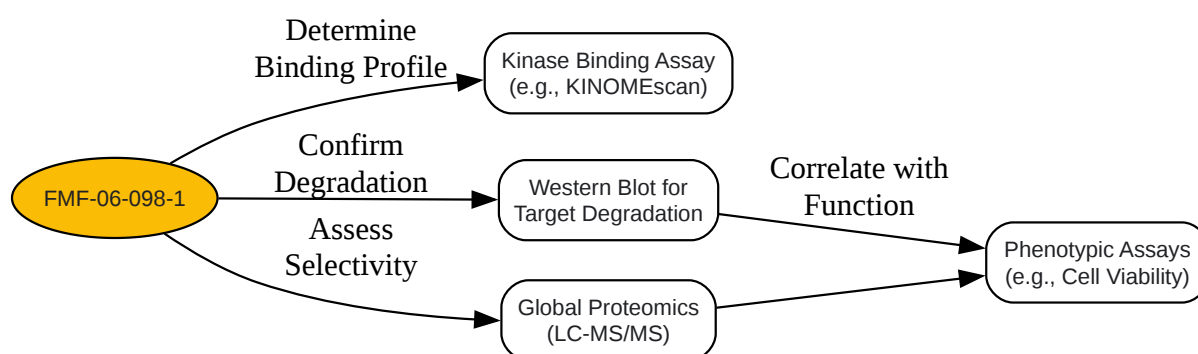 Determine
Binding Profile
Kinase Binding Assay
(e.g., KINOMEscan)
FMF-06-098-1
Confirm
Degradation
Western Blot for
Target Degradation
Correlate with
Function
Assess
Selectivity
Global Proteomics
(LC-MS/MS)
Phenotypic Assays
(e.g., Cell Viability)